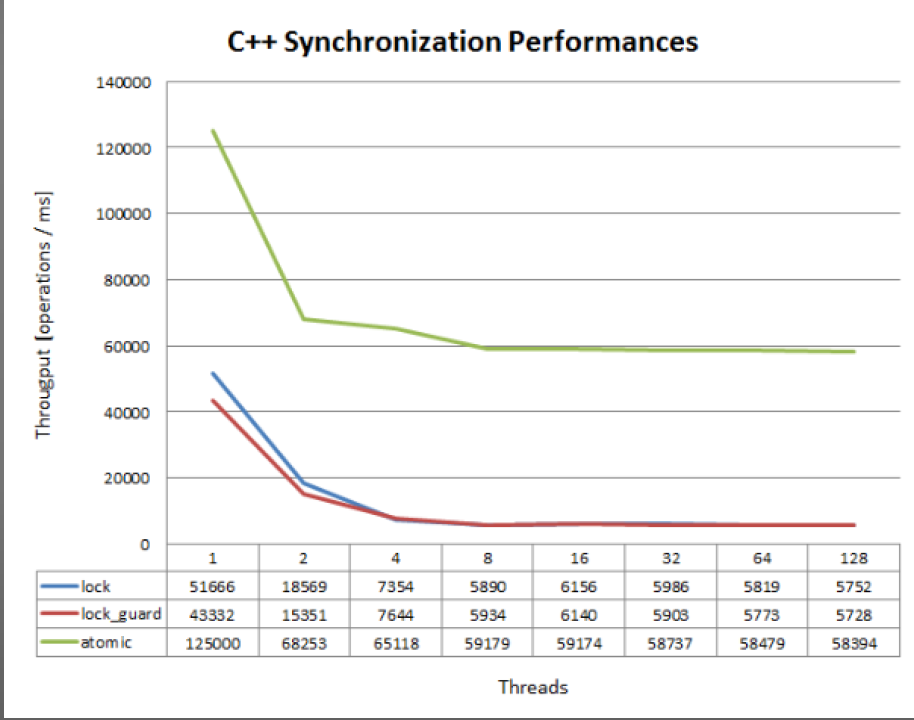 C++ Synchronization Performances
Througput [operations / ms]
140000
120000
100000
80000
60000
40000
20000
0
1 2 4 8 16 32 64 128
lock 51666 18569 7354 5890 6156 5986 5819 5752
lock_guard 43332 15351 7644 5934 6140 5903 5773 5728
atomic 125000 68253 65118 59179 59174 58737 58479 58394
Threads